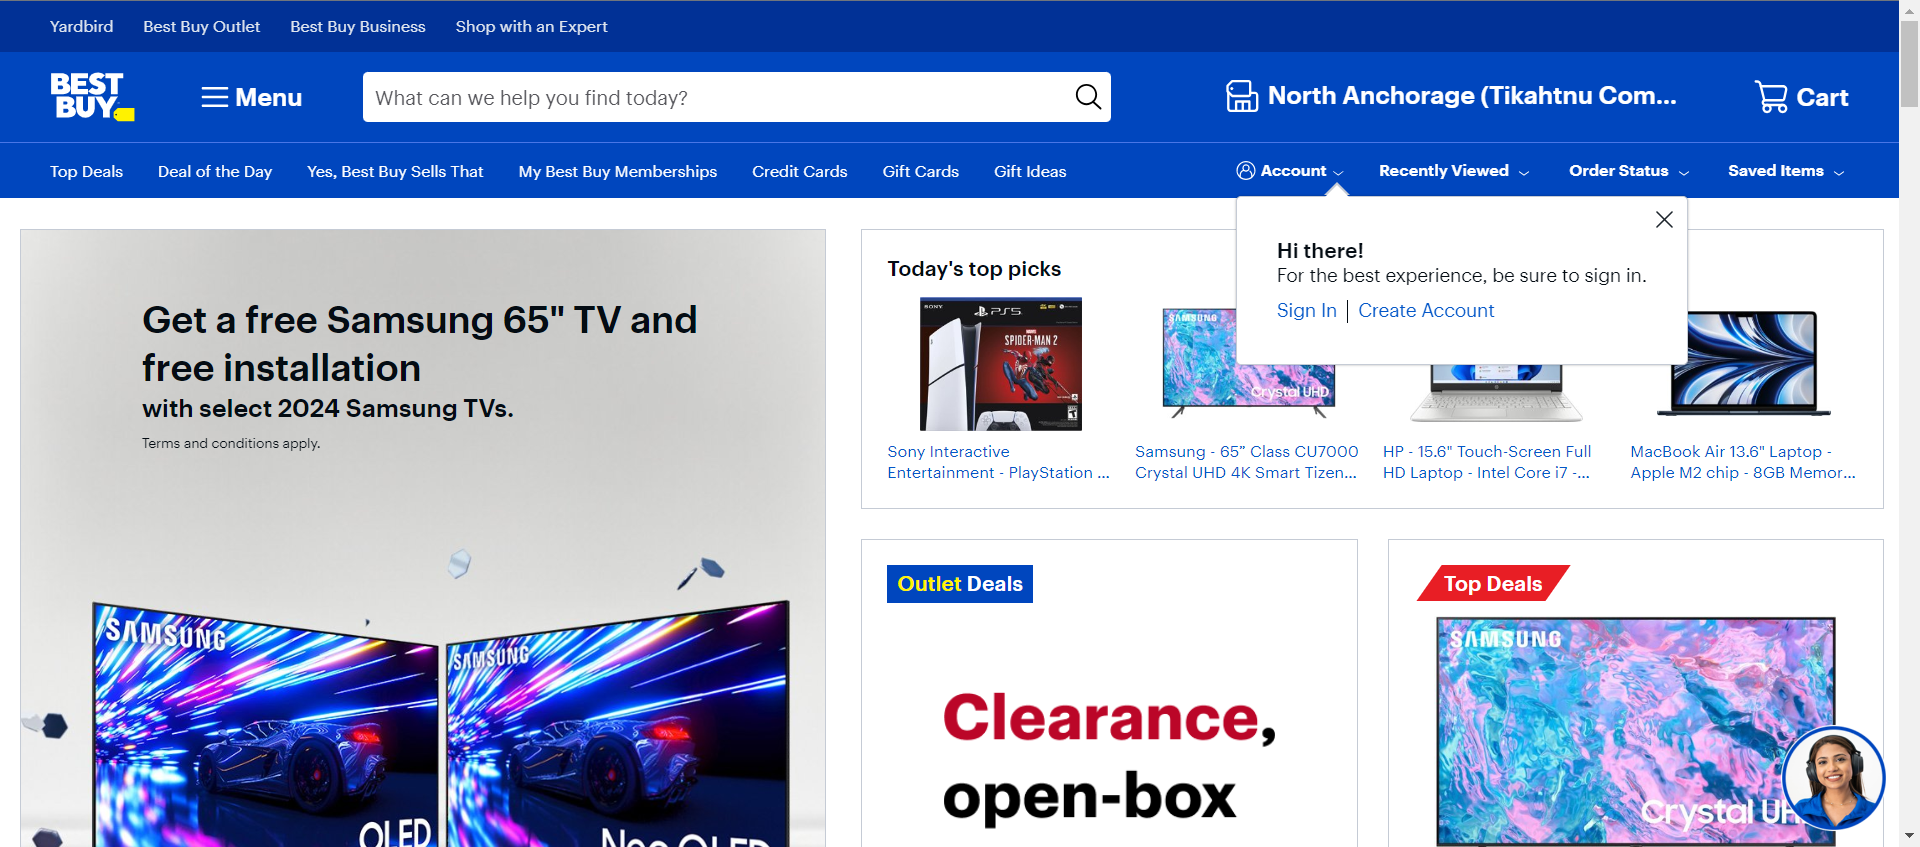 Yardbird
Best Buy Outlet
Best Buy Business
Shop with an Expert
BEST
BUY
Menu
What can we help you find today?
North Anchorage (Tikahtnu Com...
Cart
Top Deals
Deal of the Day
Yes, Best Buy Sells That
My Best Buy Memberships
Credit Cards
Gift Cards
Gift Ideas
Account
Recently Viewed
Order Status
Saved Items
Hi there!
For the best experience, be sure to sign in.
Sign In
Create Account
Get a free Samsung 65" TV and
free installation
with select 2024 Samsung TVs.
Terms and conditions apply.
SAMSUNG
OLED
SAMSUNG
Neo QLED
Today's top picks
SONY
PS5
MARVEL
SPIDER-MAN 2
Sony Interactive
Entertainment - PlayStation ...
SAMSUNG
Crystal UHD
Samsung - 65” Class CU7000
Crystal UHD 4K Smart Tizen...
HP - 15.6" Touch-Screen Full
HD Laptop - Intel Core i7 -...
MacBook Air 13.6" Laptop -
Apple M2 chip - 8GB Memor...
Outlet Deals
Clearance,
open-box
Top Deals
SAMSUNG
Crystal UH